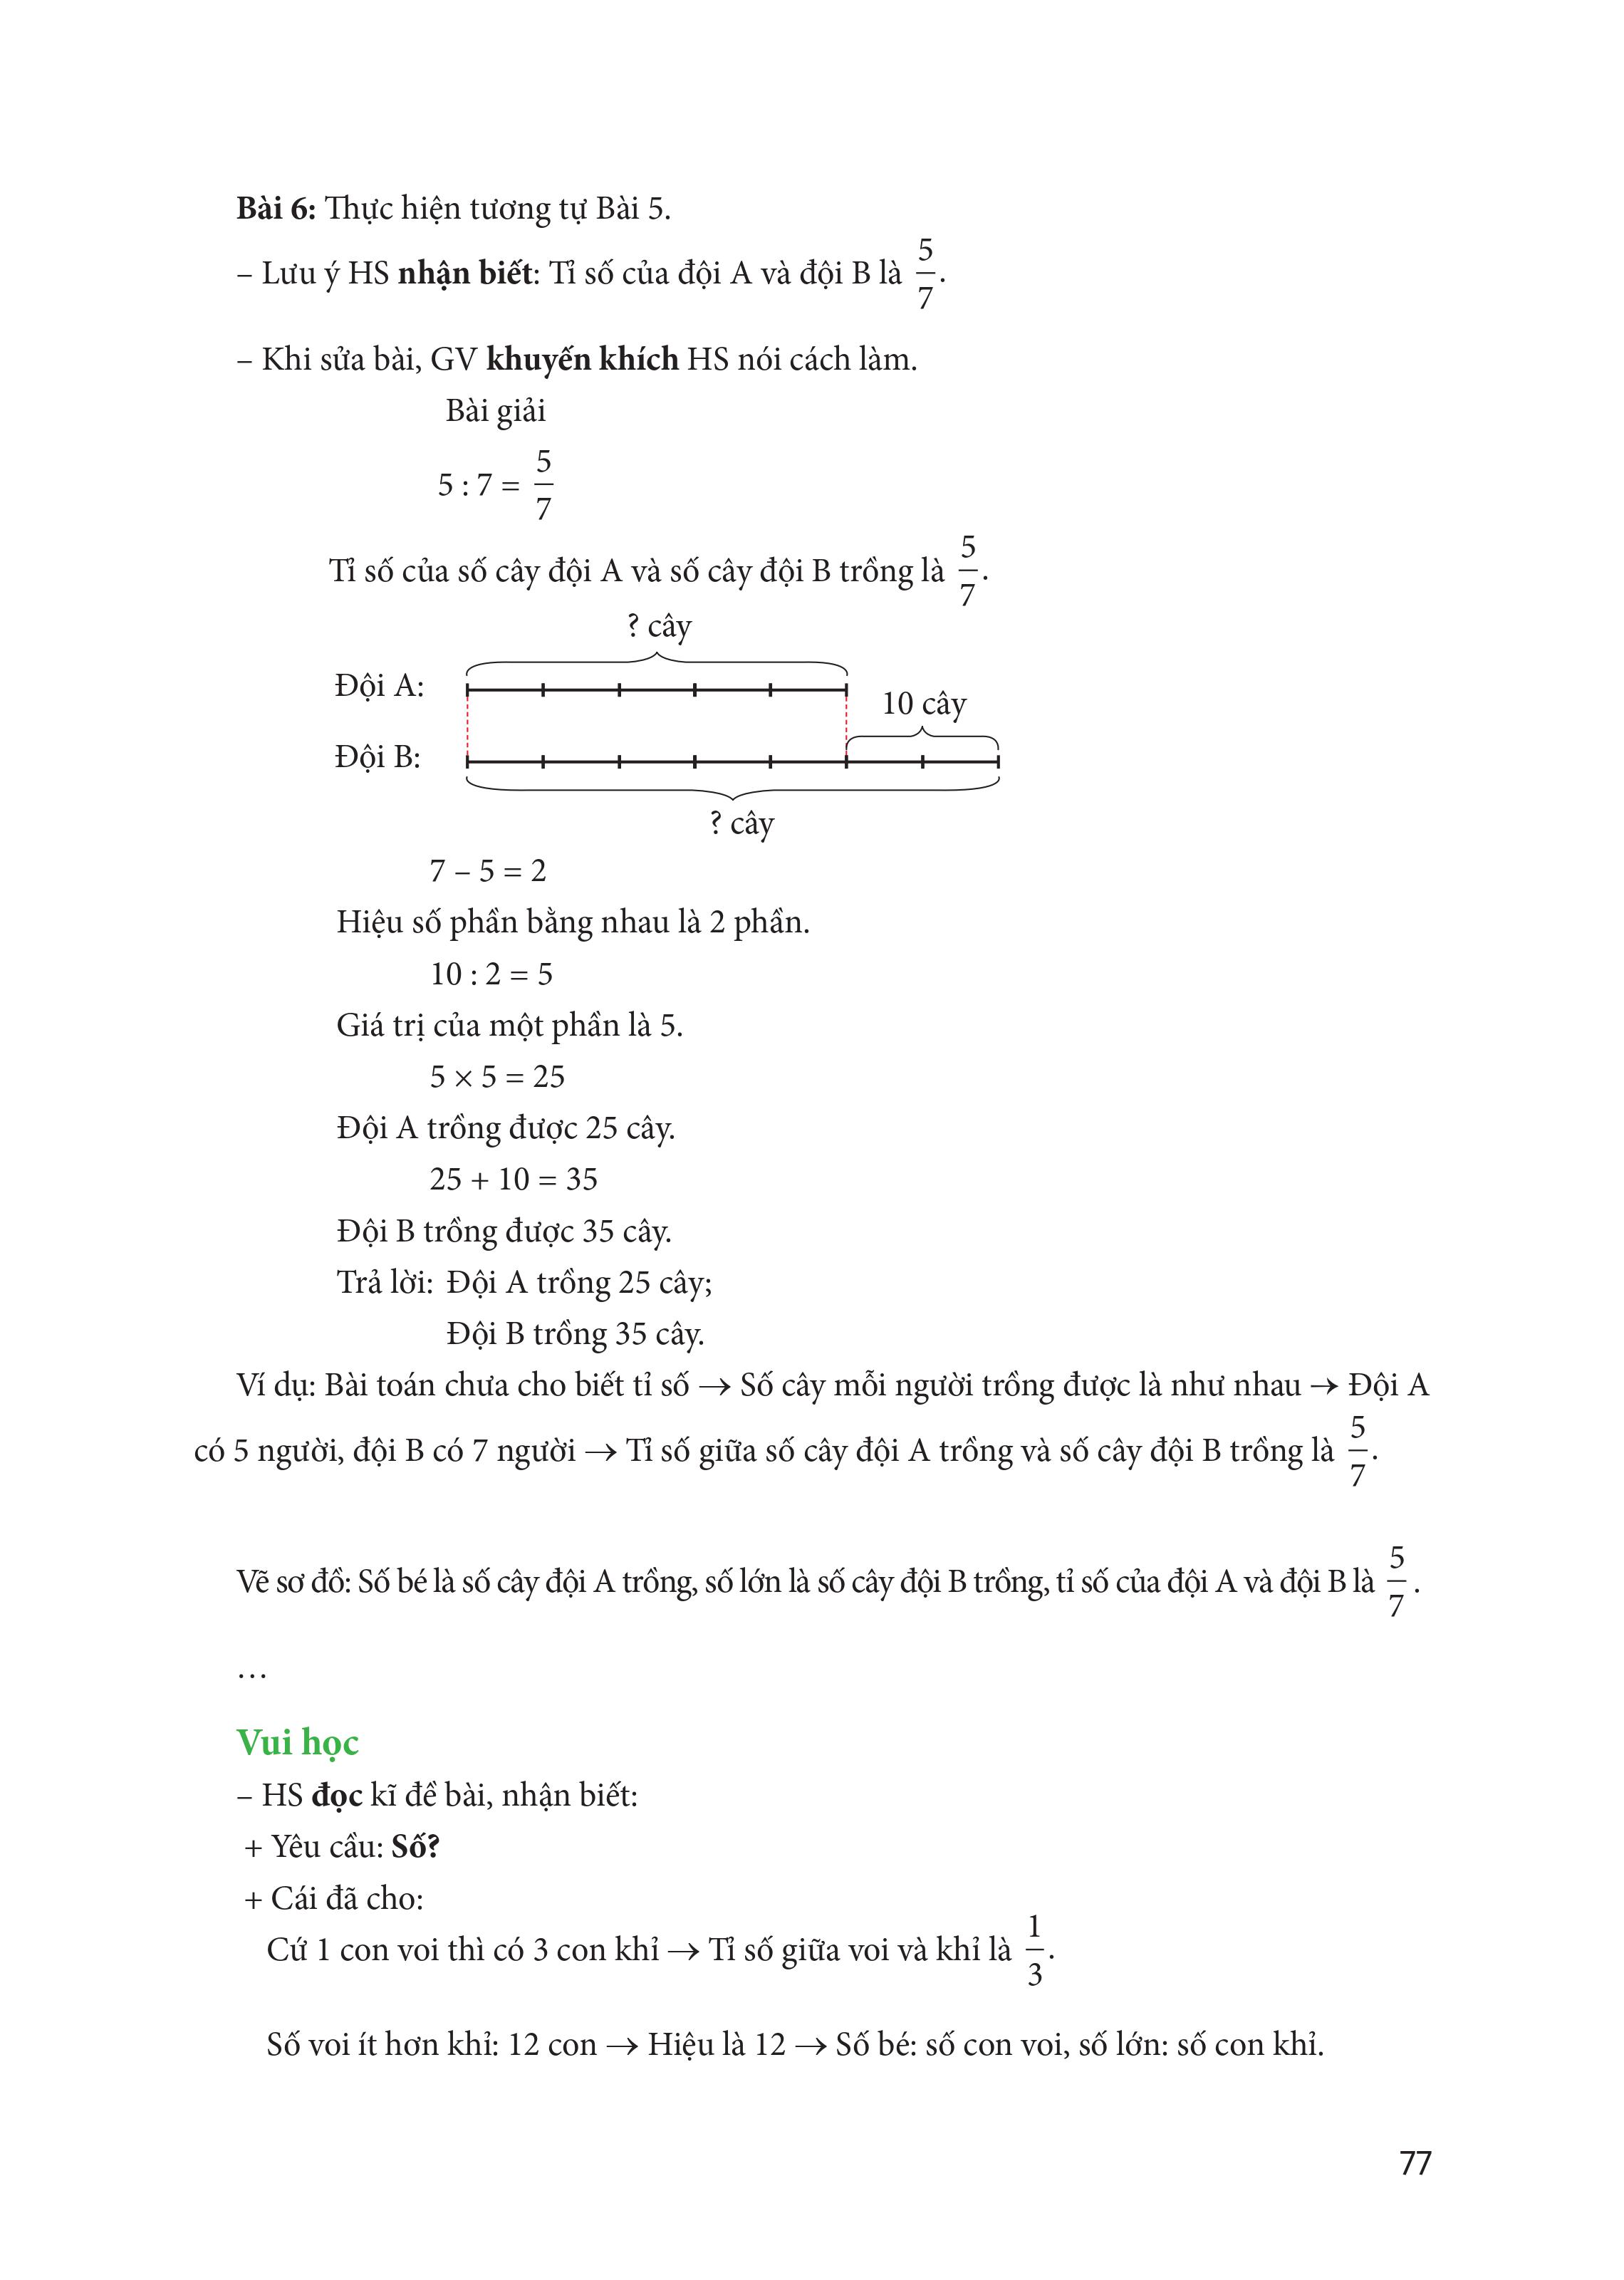 Bài 6: Thực hiện tương tự Bài 5.
– Lưu ý HS nhận biết: Tỉ số của đội A và đội B là 5/7.
– Khi sửa bài, GV khuyến khích HS nói cách làm.
Bài giải
5 : 7 = 5/7
Tỉ số của số cây đội A và số cây đội B trồng là 5/7.
? cây
Đội A:
10 cây
Đội B:
? cây
7 – 5 = 2
Hiệu số phần bằng nhau là 2 phần.
10 : 2 = 5
Giá trị của một phần là 5.
5 × 5 = 25
Đội A trồng được 25 cây.
25 + 10 = 35
Đội B trồng được 35 cây.
Trả lời: Đội A trồng 25 cây;
Đội B trồng 35 cây.
Ví dụ: Bài toán chưa cho biết tỉ số → Số cây mỗi người trồng được là như nhau → Đội A
có 5 người, đội B có 7 người → Tỉ số giữa số cây đội A trồng và số cây đội B trồng là 5/7.
Vẽ sơ đồ: Số bé là số cây đội A trồng, số lớn là số cây đội B trồng, tỉ số của đội A và đội B là 5/7.
…
Vui học
– HS đọc kĩ đề bài, nhận biết:
+ Yêu cầu: Số?
+ Cái đã cho:
Cứ 1 con voi thì có 3 con khỉ → Tỉ số giữa voi và khỉ là 1/3.
Số voi ít hơn khỉ: 12 con → Hiệu là 12 → Số bé: số con voi, số lớn: số con khỉ.
77